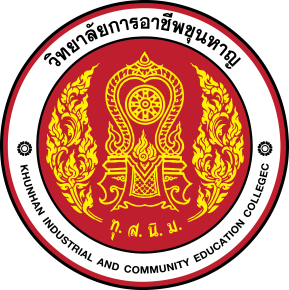 วิทยาลัยการอาชีพขุนหาญ
ทุ. ส. นิ. ม.
KHUNHAN INDUSTRIAL AND COMMUNITY EDUCATION COLLEGEC